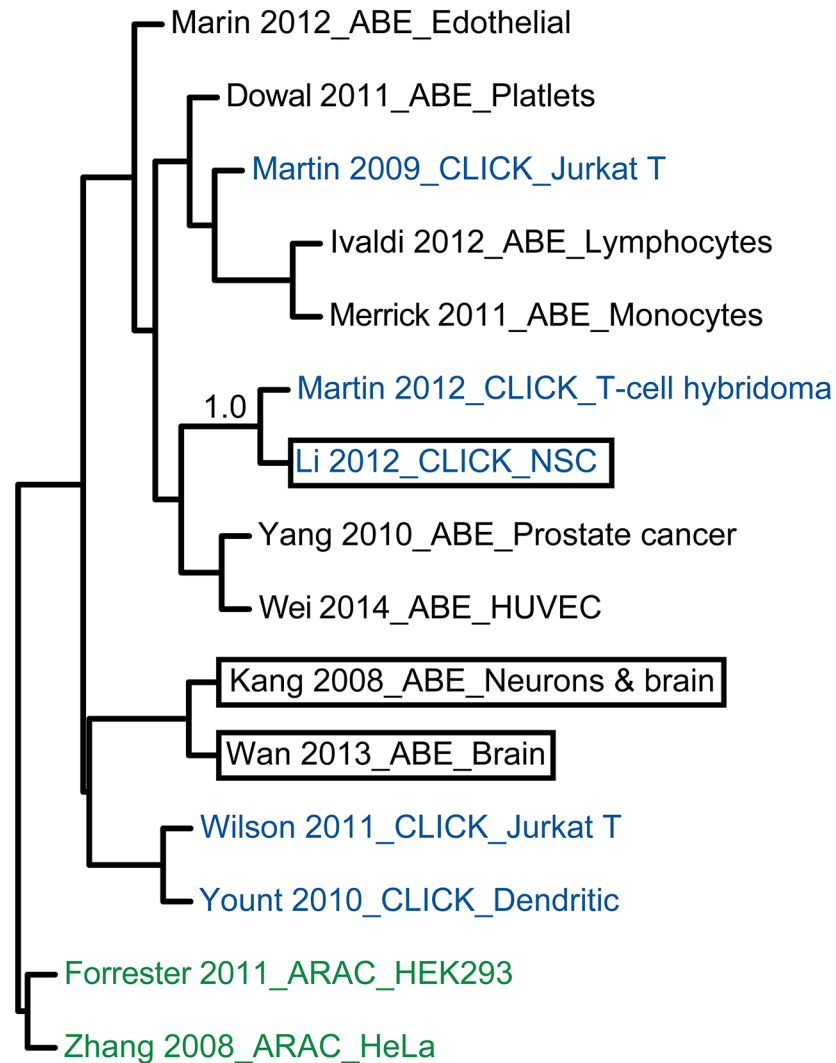 Marin 2012_ABE_Edothelial
Dowal 2011_ABE_Platlets
Martin 2009_CLICK_Jurkat T
Ivaldi 2012_ABE_Lymphocytes
Merrick 2011_ABE_Monocytes
Martin 2012_CLICK_T-cell hybridoma
1.0
Li 2012_CLICK_NSC
Yang 2010_ABE_Prostate cancer
Wei 2014_ABE_HUVEC
Kang 2008_ABE_Neurons & brain
Wan 2013_ABE_Brain
Wilson 2011_CLICK_Jurkat T
Yount 2010_CLICK_Dendritic
Forrester 2011_ARAC_HEK293
Zhang 2008_ARAC_HeLa